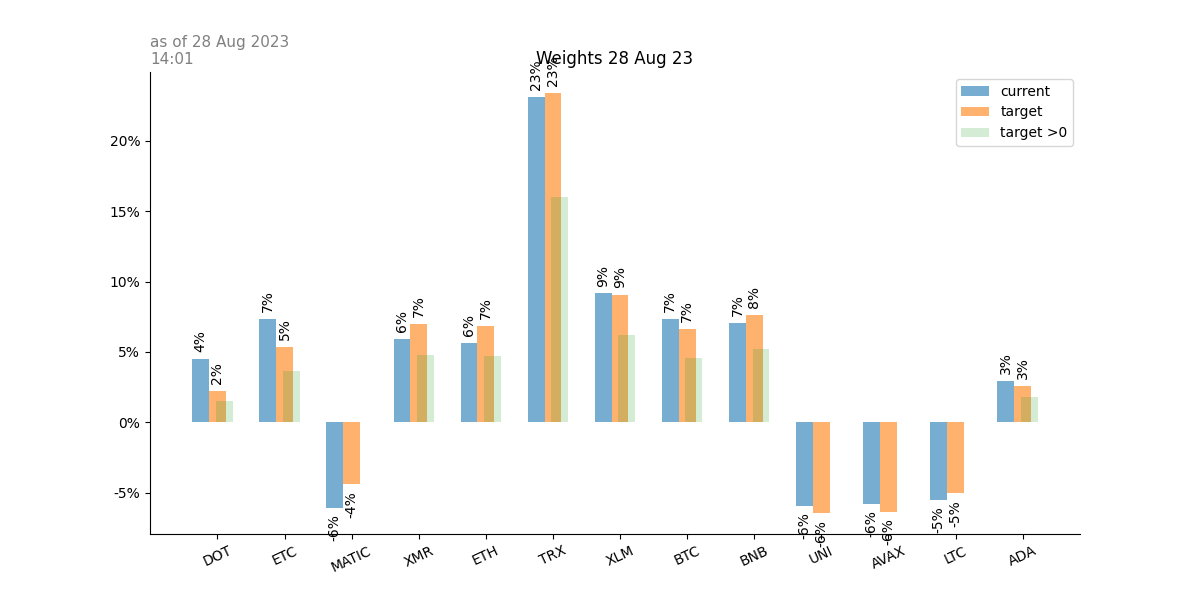 as of 28 Aug 2023
14:01
Weights 28 Aug 23
current
target
target >0
20%
15%
10%
5%
0%
-5%
4%
2%
7%
5%
-6%
-4%
6%
7%
6%
7%
23%
23%
9%
9%
7%
7%
7%
8%
-6%
-6%
-6%
-6%
-5%
-5%
3%
3%
DOT
ETC
MATIC
XMR
ETH
TRX
XLM
BTC
BNB
UNI
AVAX
LTC
ADA